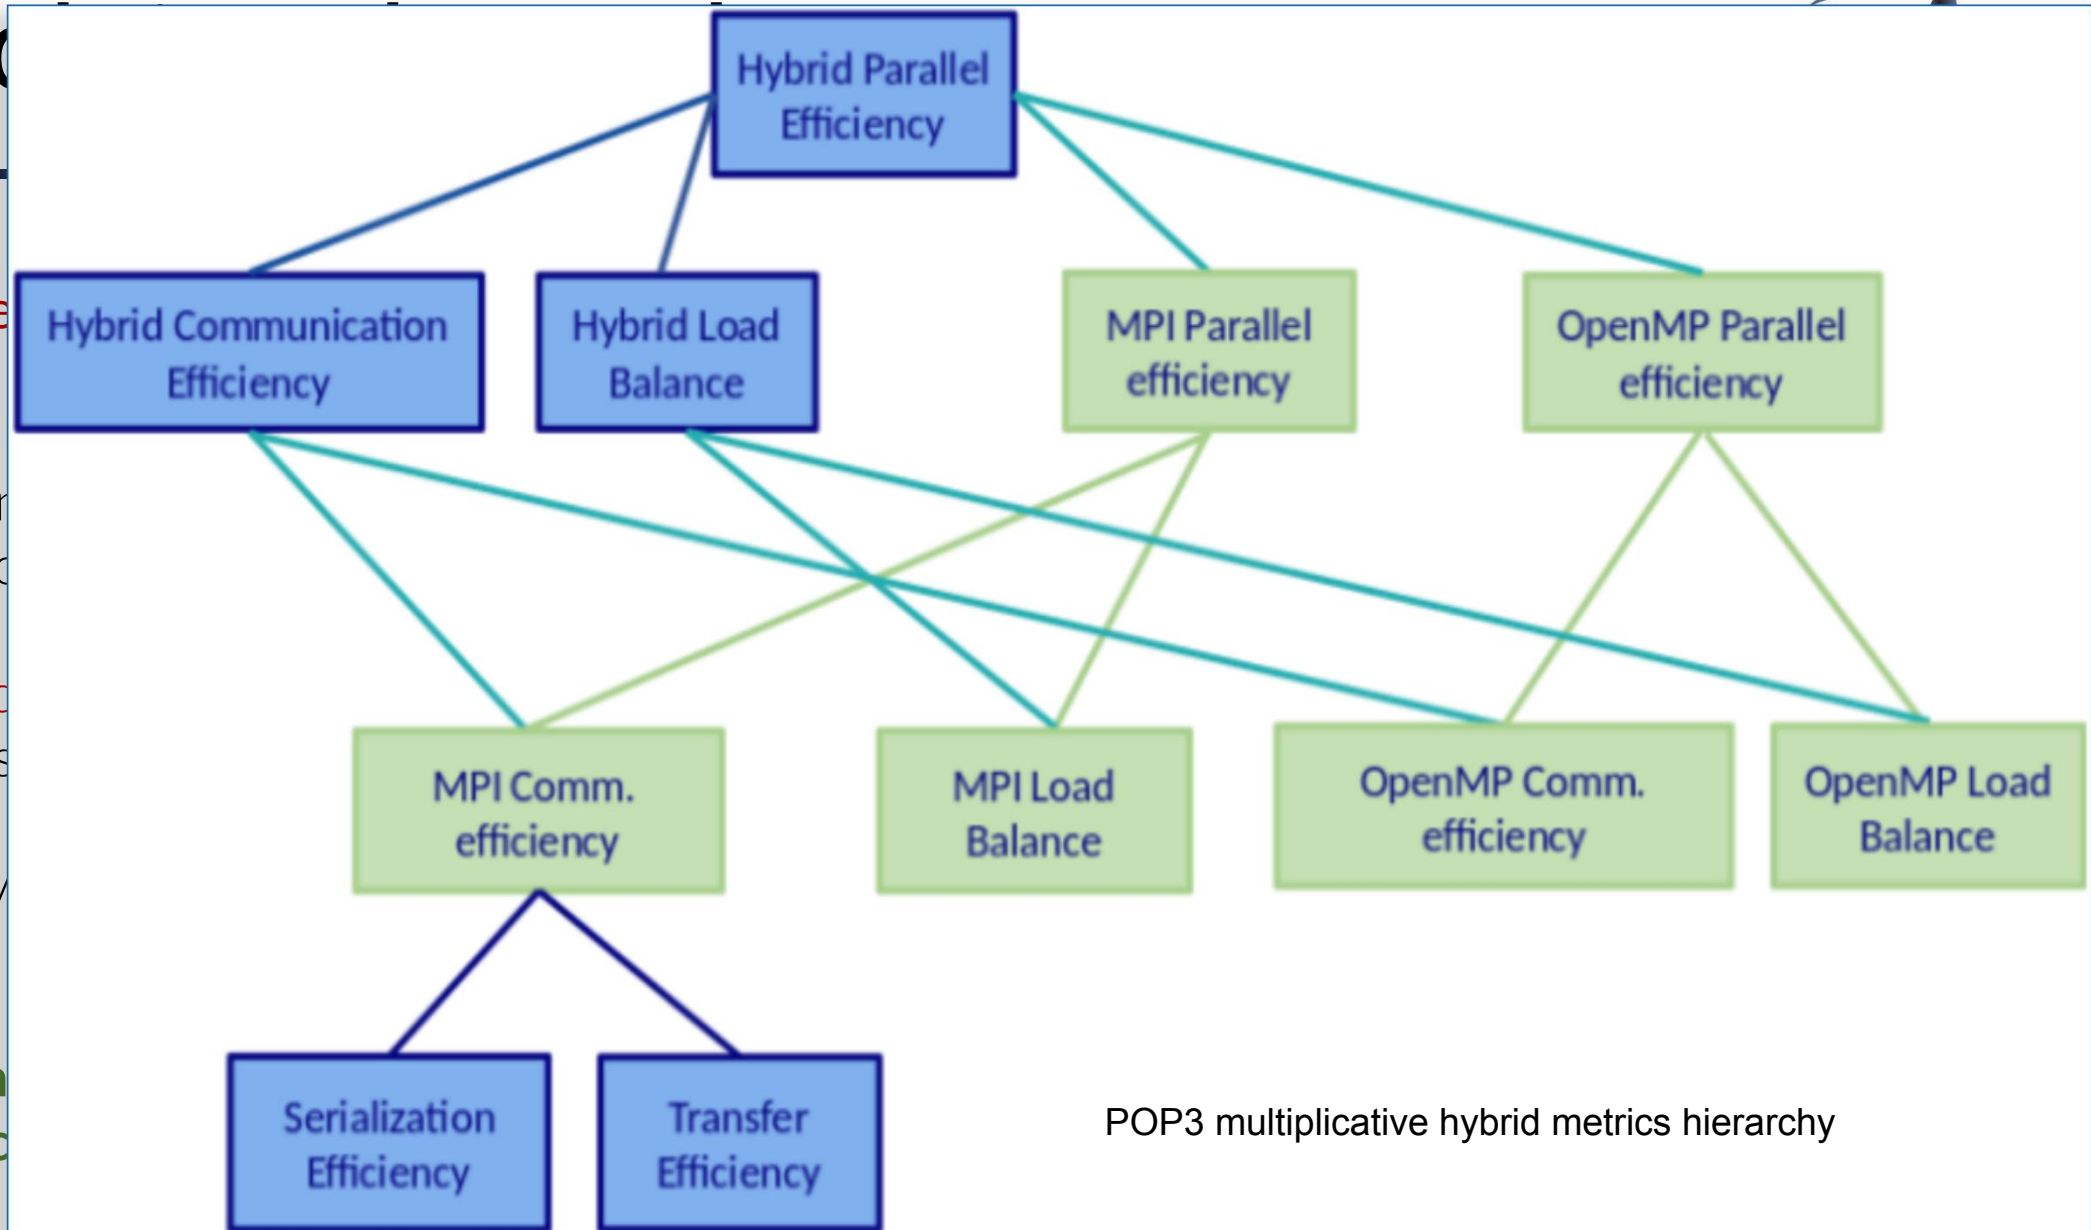 Hybrid Parallel
Efficiency
Hybrid Communication
Efficiency
Hybrid Load
Balance
MPI Parallel
efficiency
OpenMP Parallel
efficiency
MPI Comm.
efficiency
MPI Load
Balance
OpenMP Comm.
efficiency
OpenMP Load
Balance
Serialization
Efficiency
Transfer
Efficiency
POP3 multiplicative hybrid metrics hierarchy